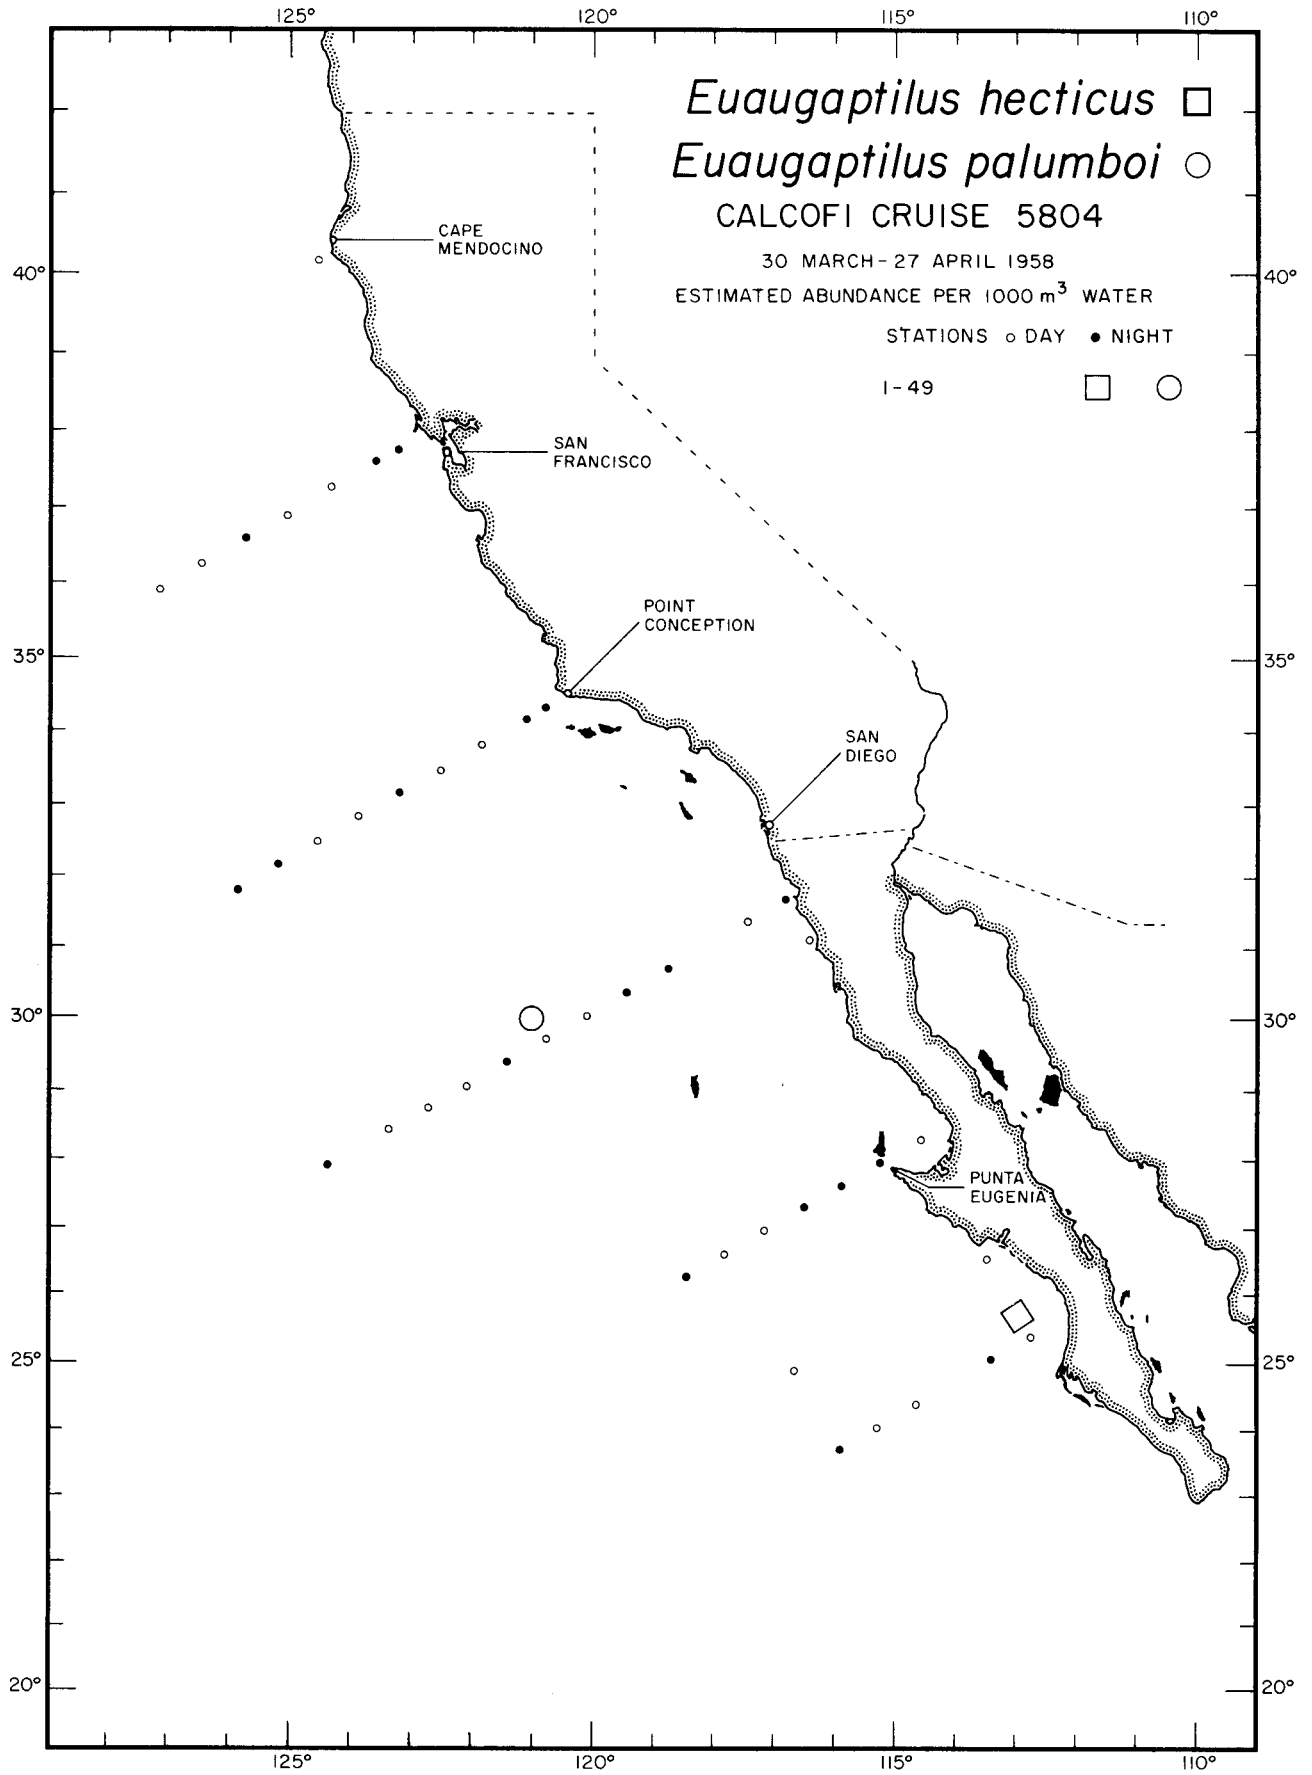 125° 120° 115° 110°
Euaugaptilus hecticus
Euaugaptilus palumboi
CALCOFI CRUISE 5804
30 MARCH - 27 APRIL 1958
ESTIMATED ABUNDANCE PER 1000 m³ WATER
STATIONS ○ DAY ● NIGHT
1-49
CAPE
MENDOCINO
40° 40°
SAN
FRANCISCO
POINT
CONCEPTION
35° 35°
SAN
DIEGO
30° 30°
PUNTA
EUGENIA
25° 25°
20° 20°
125° 120° 115° 110°